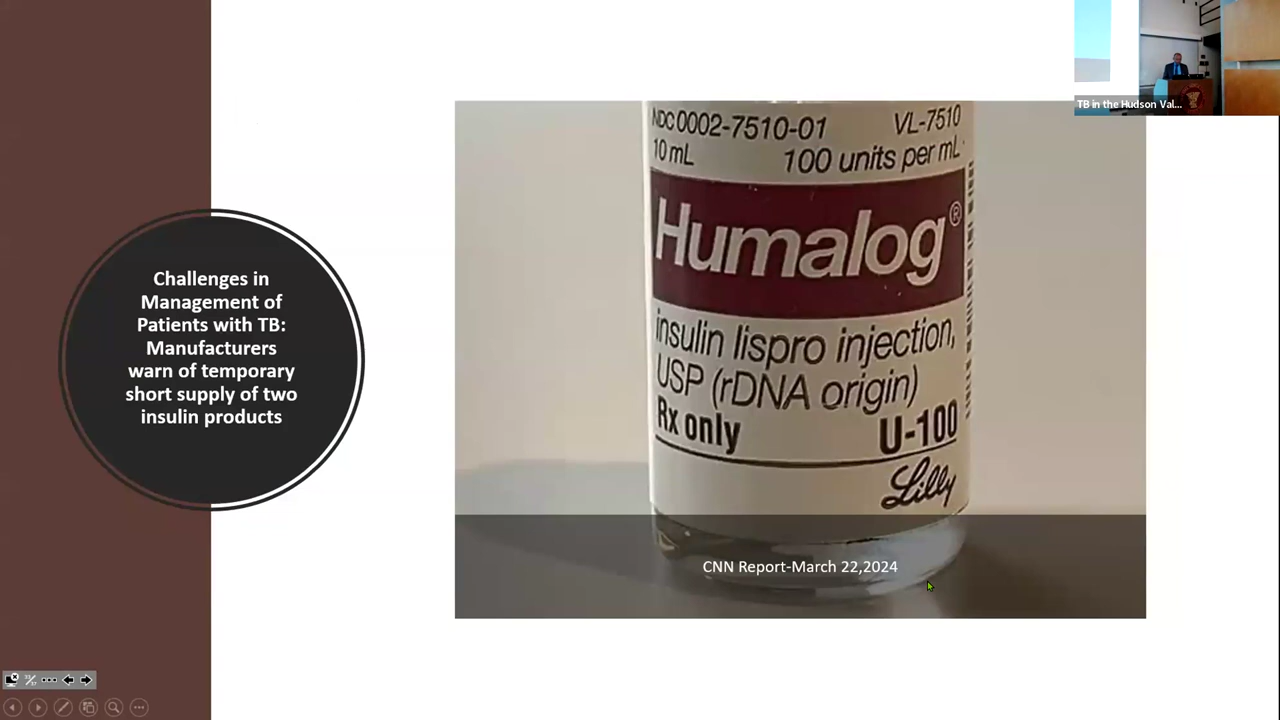 TB in the Hudson Val...
Challenges in
Management of
Patients with TB:
Manufacturers
warn of temporary
short supply of two
insulin products
NDC 0002-7510-01 VL-7510
10 mL 100 units per mL
Humalog®
insulin lispro injection,
USP (rDNA origin)
Rx only U-100
Lilly
CNN Report-March 22,2024